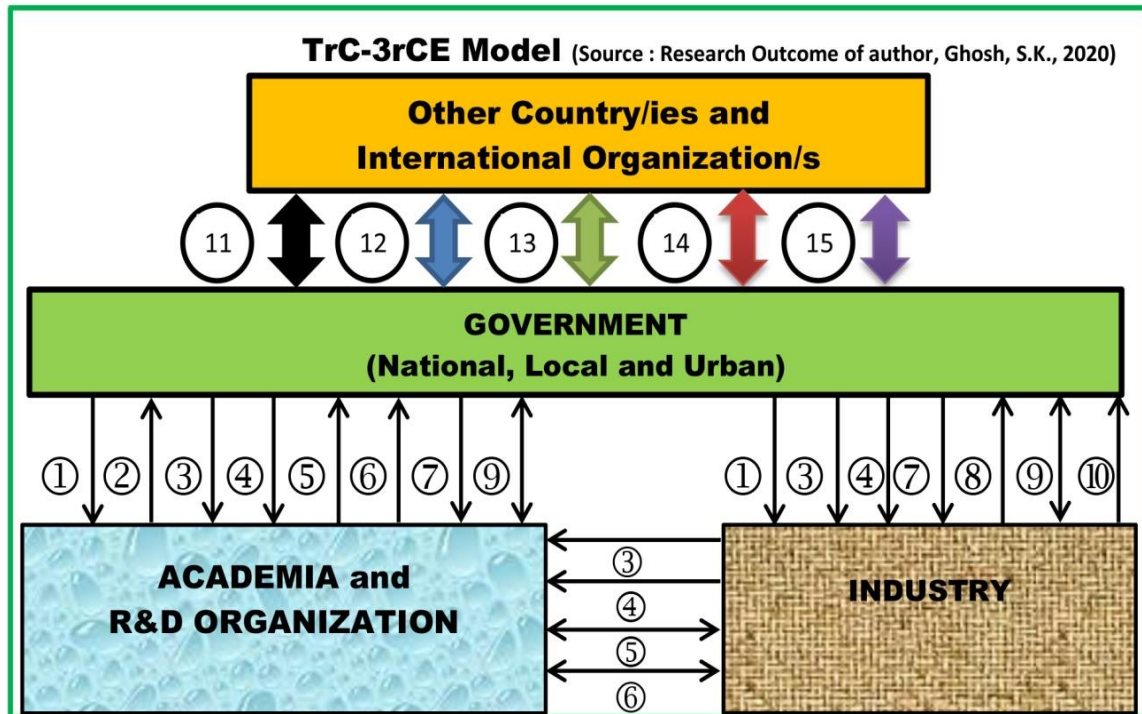 TrC-3rCE Model (Source : Research Outcome of author, Ghosh, S.K., 2020)
Other Country/ies and
International Organization/s
11 12 13 14 15
GOVERNMENT
(National, Local and Urban)
① ② ③ ④ ⑤ ⑥ ⑦ ⑨ ① ③ ④ ⑦ ⑧ ⑨ ⑩
ACADEMIA and
R&D ORGANIZATION
③
④
⑤
⑥
INDUSTRY